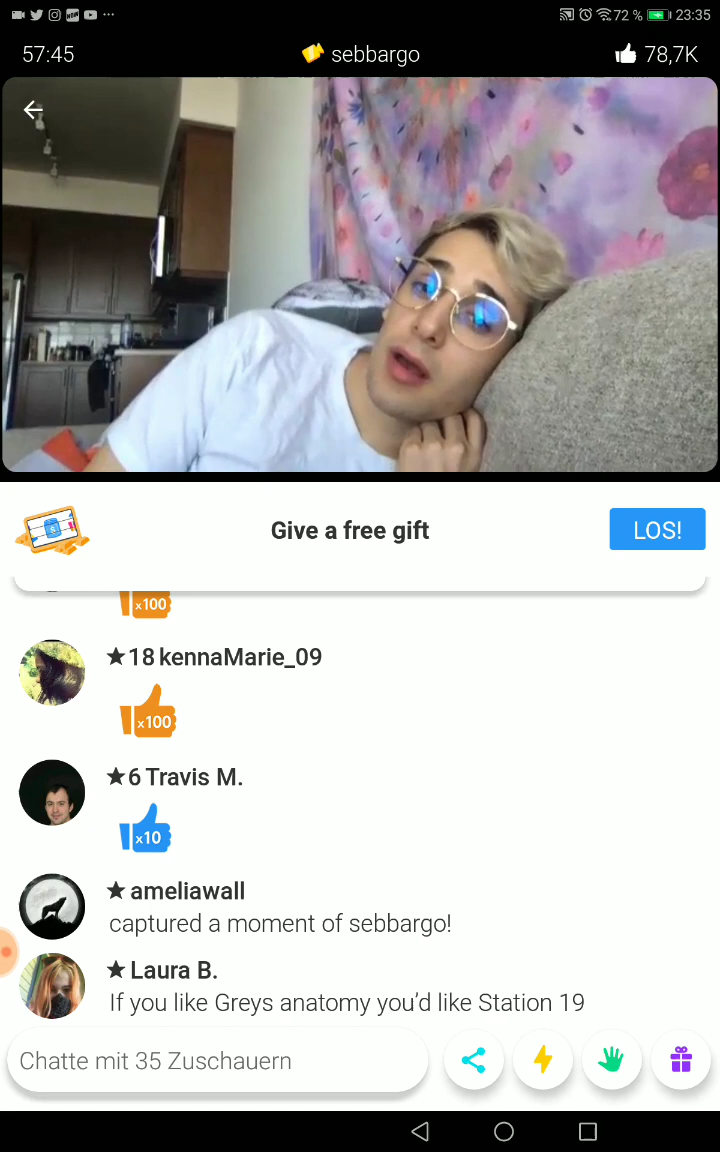 72 % 23:35
57:45 sebbargo 78,7K
Give a free gift LOS!
x100
★18 kennaMarie_09
x100
★6 Travis M.
x10
★ ameliawall
captured a moment of sebbargo!
★ Laura B.
If you like Greys anatomy you’d like Station 19
Chatte mit 35 Zuschauern